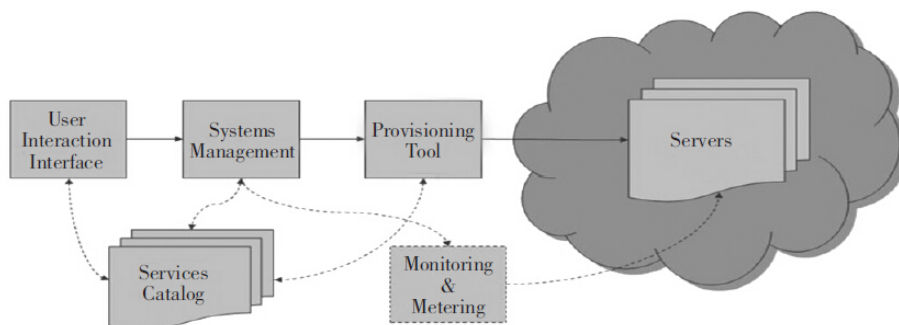 User
Interaction
Interface
Systems
Management
Provisioning
Tool
Servers
Services
Catalog
Monitoring
&
Metering